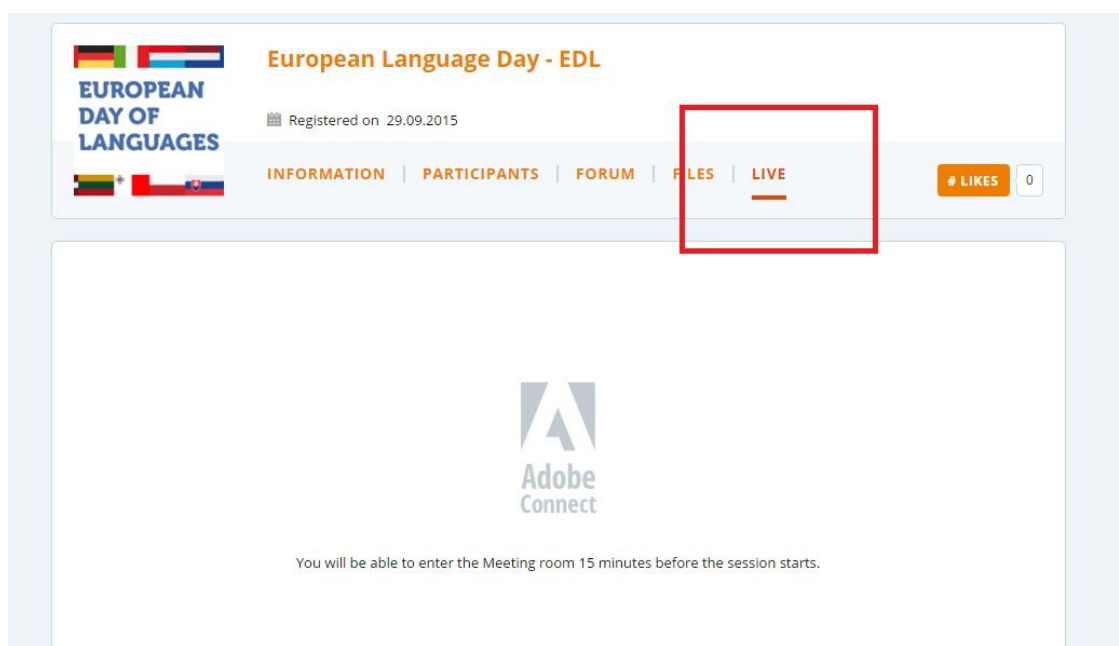 European Language Day - EDL
EUROPEAN
DAY OF
LANGUAGES
Registered on 29.09.2015
INFORMATION | PARTICIPANTS | FORUM | FILES | LIVE
# LIKES 0
Adobe
Connect
You will be able to enter the Meeting room 15 minutes before the session starts.